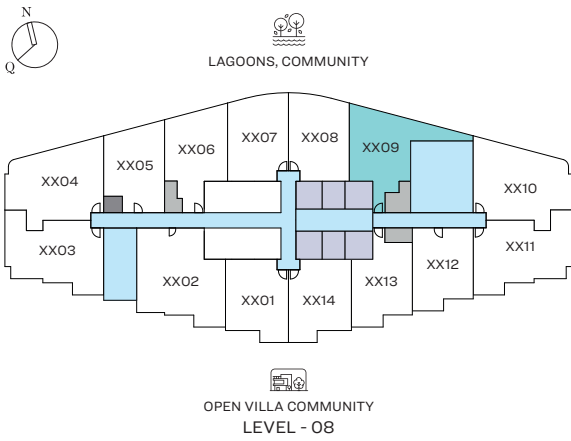 N
Q
LAGOONS, COMMUNITY
XX07
XX08
XX06
XX09
XX05
XX04
XX10
XX03
XX11
XX02
XX12
XX13
XX01
XX14
OPEN VILLA COMMUNITY
LEVEL - 08